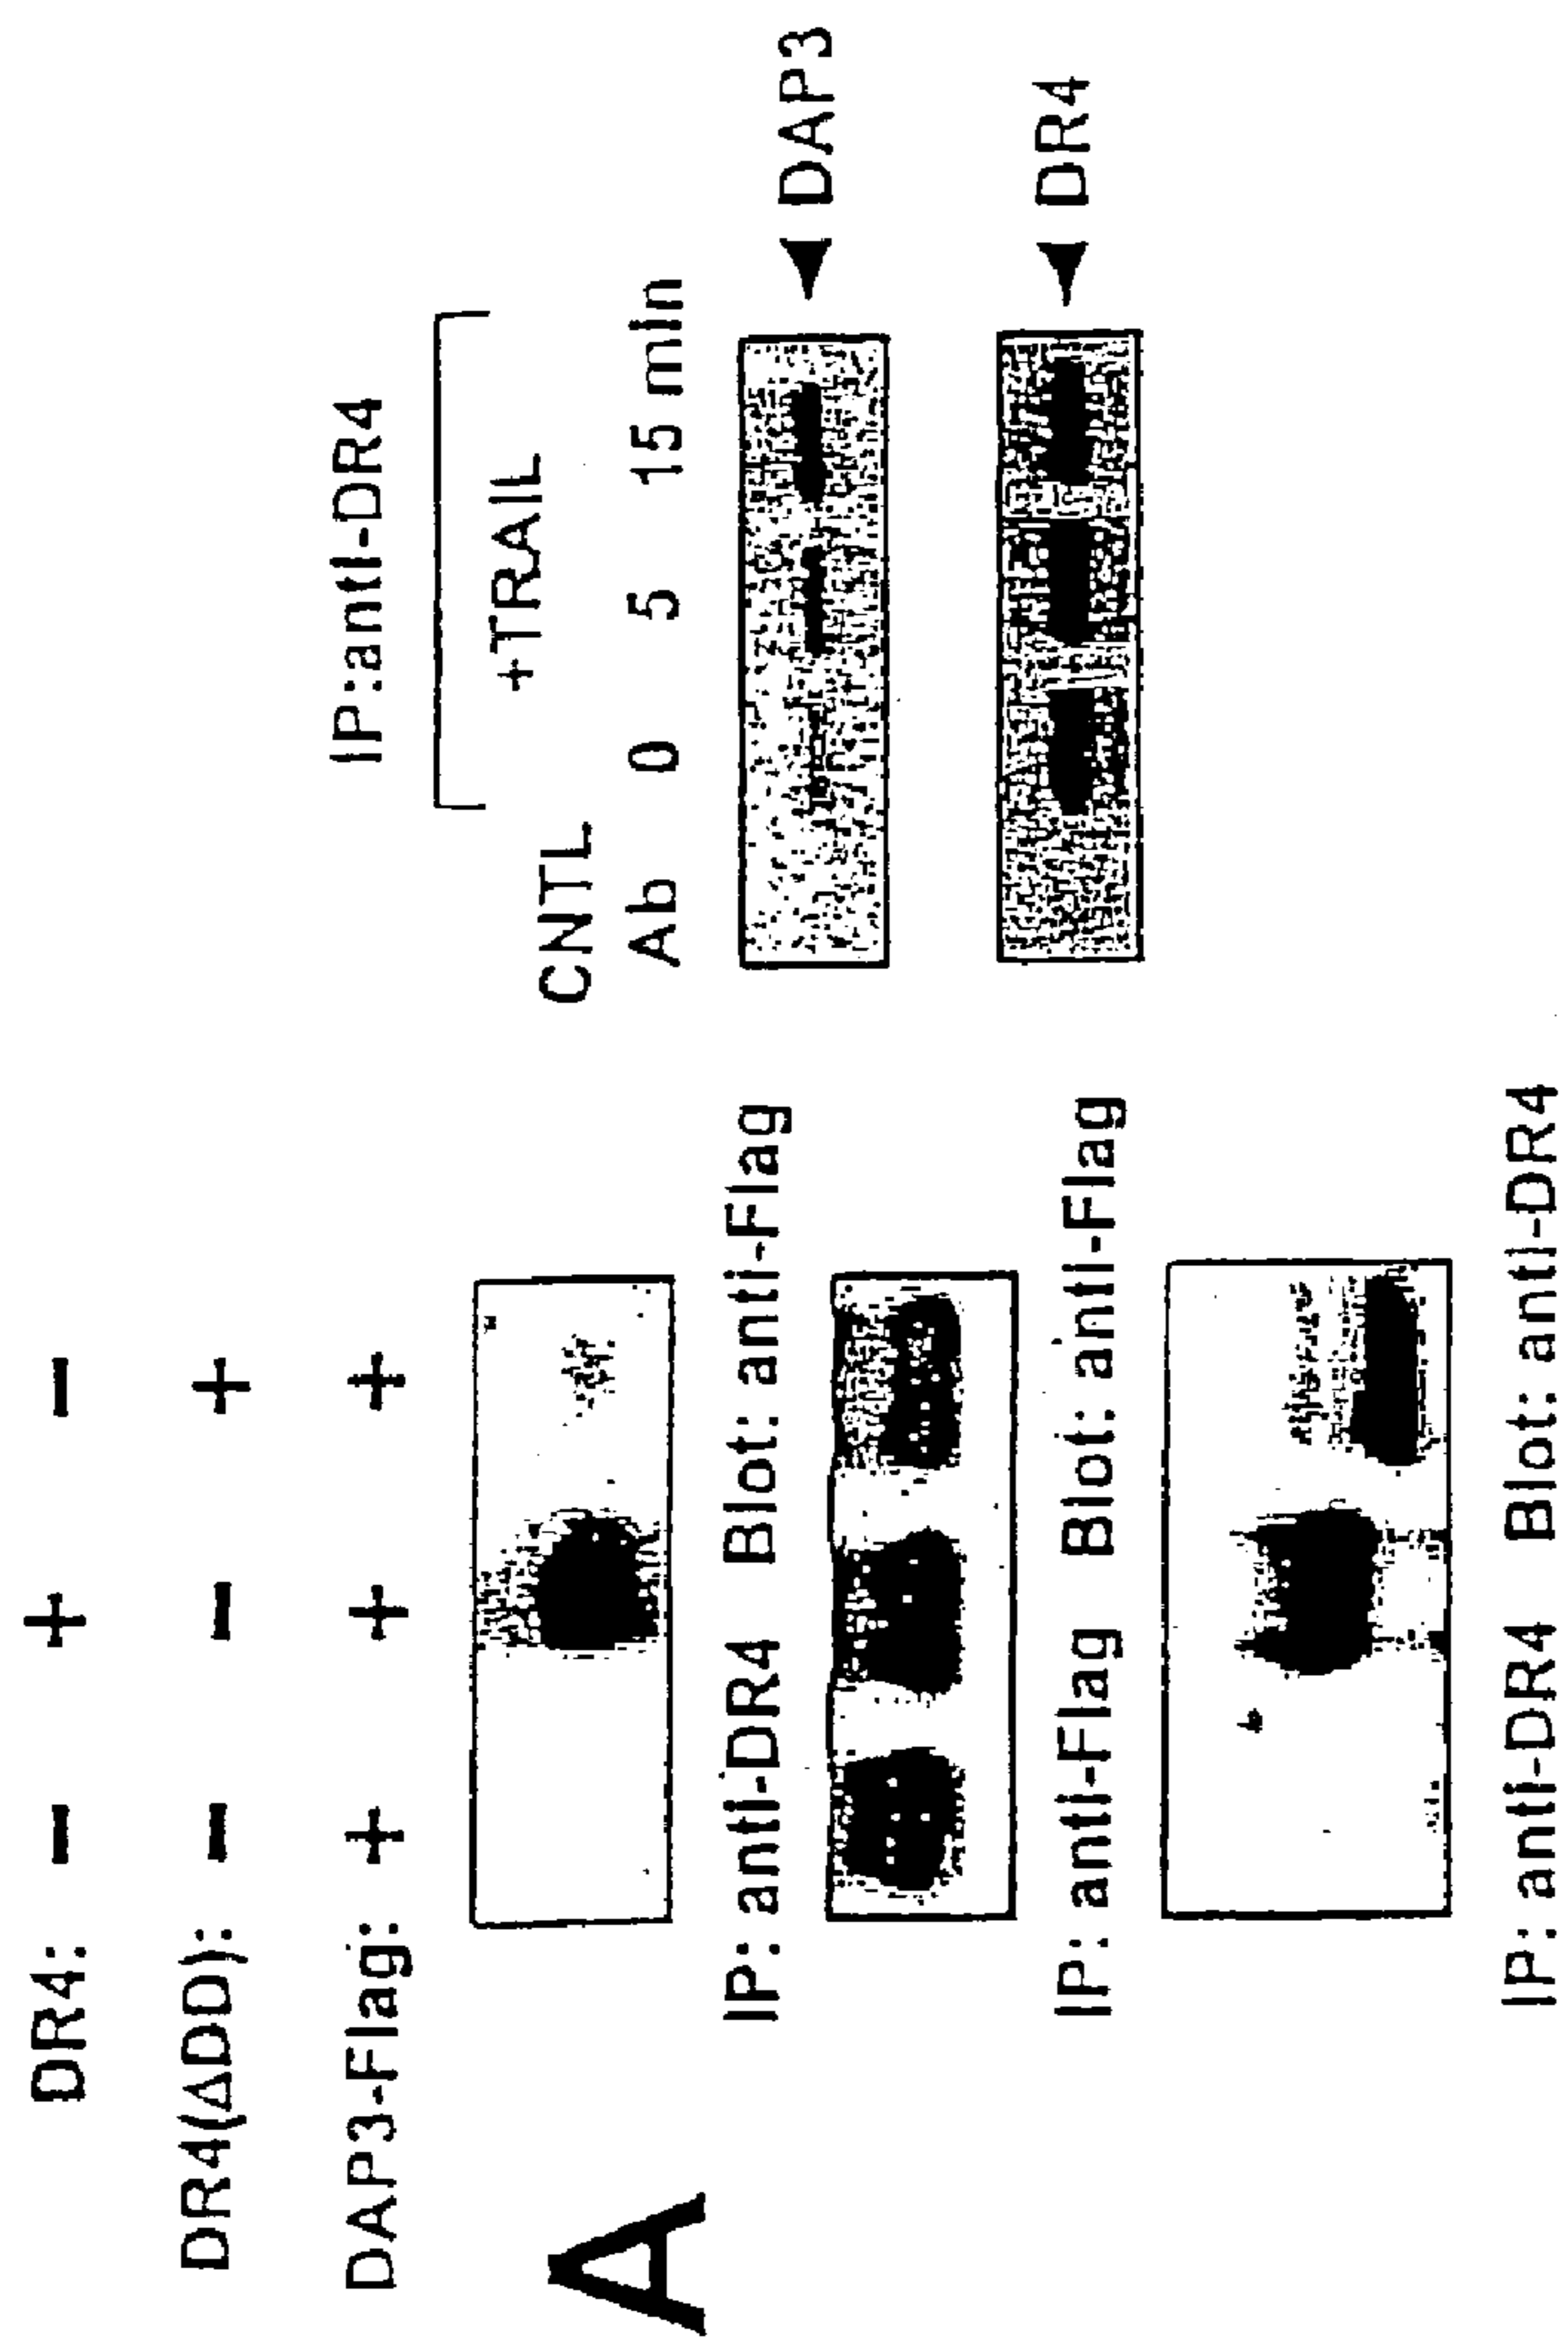 A
DR4: − + −
DR4(ΔDD): − − +
DAP3-Flag: + + +
IP: anti-DR4 Blot: anti-Flag
IP: anti-Flag Blot: anti-Flag
IP: anti-DR4 Blot: anti-DR4
IP:anti-DR4
+TRAIL
CNTL
Ab 0 5 15 min
DAP3
DR4